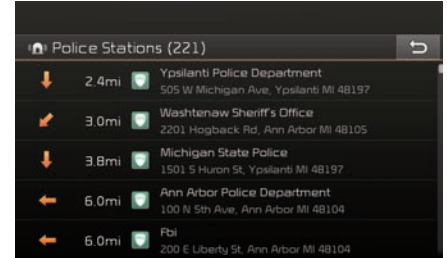 Police Stations (221)
2.4mi Ypsilanti Police Department
505 W Michigan Ave, Ypsilanti MI 48197
3.0mi Washtenaw Sheriff's Office
2201 Hogback Rd, Ann Arbor MI 48105
3.8mi Michigan State Police
1501 S Huron St, Ypsilanti MI 48197
6.0mi Ann Arbor Police Department
100 N 5th Ave, Ann Arbor MI 48104
6.0mi Fbi
200 E Liberty St, Ann Arbor MI 48104